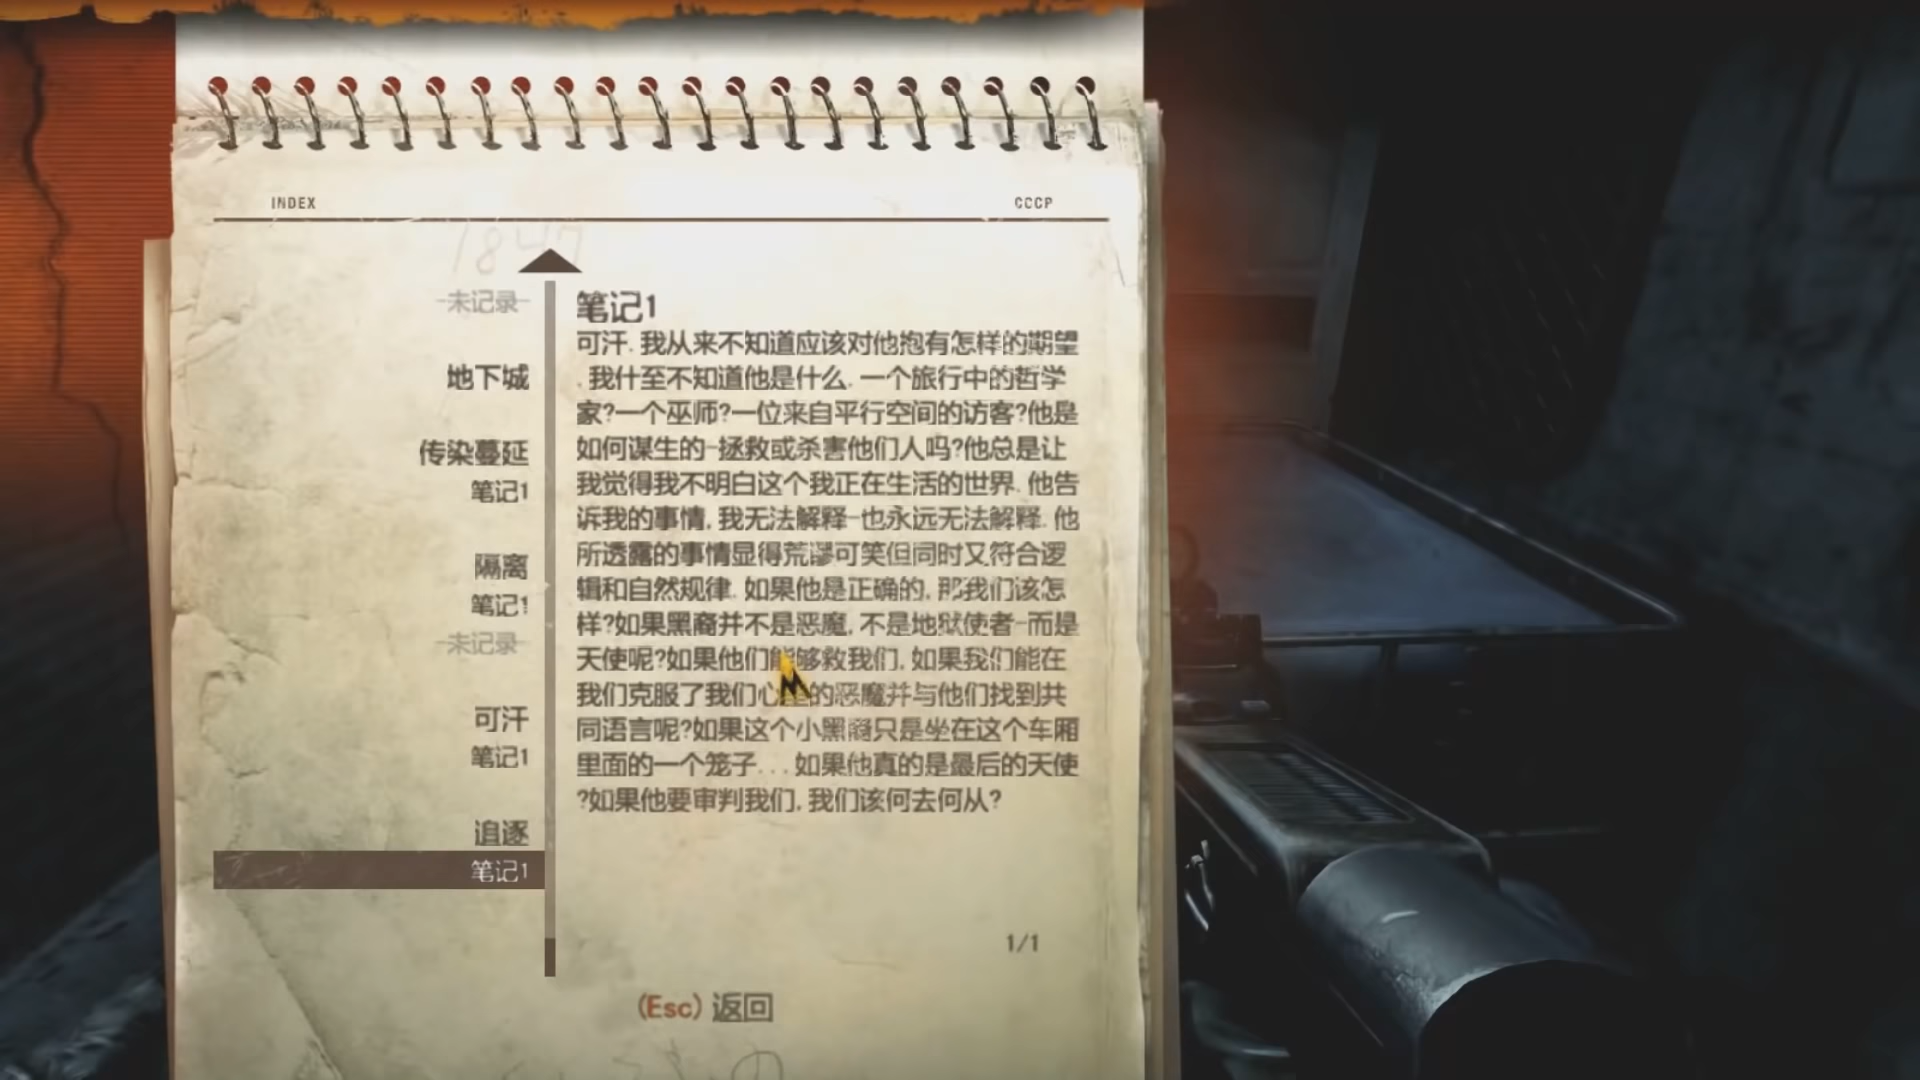 INDEX
CCCP
1847
未记录
地下城
传染蔓延
笔记1
隔离
笔记1
未记录
可汗
笔记1
追逐
笔记1
笔记1
可汗.我从来不知道应该对他抱有怎样的期望
.我什至不知道他是什么.一个旅行中的哲学
家?一个巫师?一位来自平行空间的访客?他是
如何谋生的-拯救或杀害他们人吗?他总是让
我觉得我不明白这个我正在生活的世界.他告
诉我的事情,我无法解释-也永远无法解释.他
所透露的事情显得荒谬可笑但同时又符合逻
辑和自然规律.如果他是正确的,那我们该怎
样?如果黑裔并不是恶魔,不是地狱使者-而是
天使呢?如果他们能够救我们,如果我们能在
我们克服了我们心里的恶魔并与他们找到共
同语言呢?如果这个小黑裔只是坐在这个车厢
里面的一个笼子...如果他真的是最后的天使
?如果他要审判我们,我们该何去何从?
1/1
(Esc) 返回